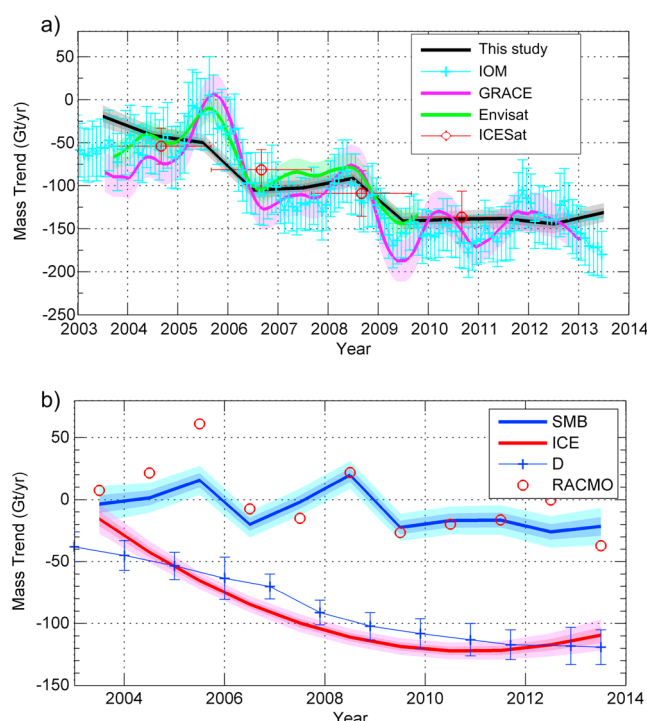 a)
50
0
-50
-100
-150
-200
-250
Mass Trend (Gt/yr)
This study
IOM
GRACE
Envisat
ICESat
2003 2004 2005 2006 2007 2008 2009 2010 2011 2012 2013 2014
Year
b)
50
0
-50
-100
-150
Mass Trend (Gt/yr)
SMB
ICE
D
RACMO
2004 2006 2008 2010 2012 2014
Year